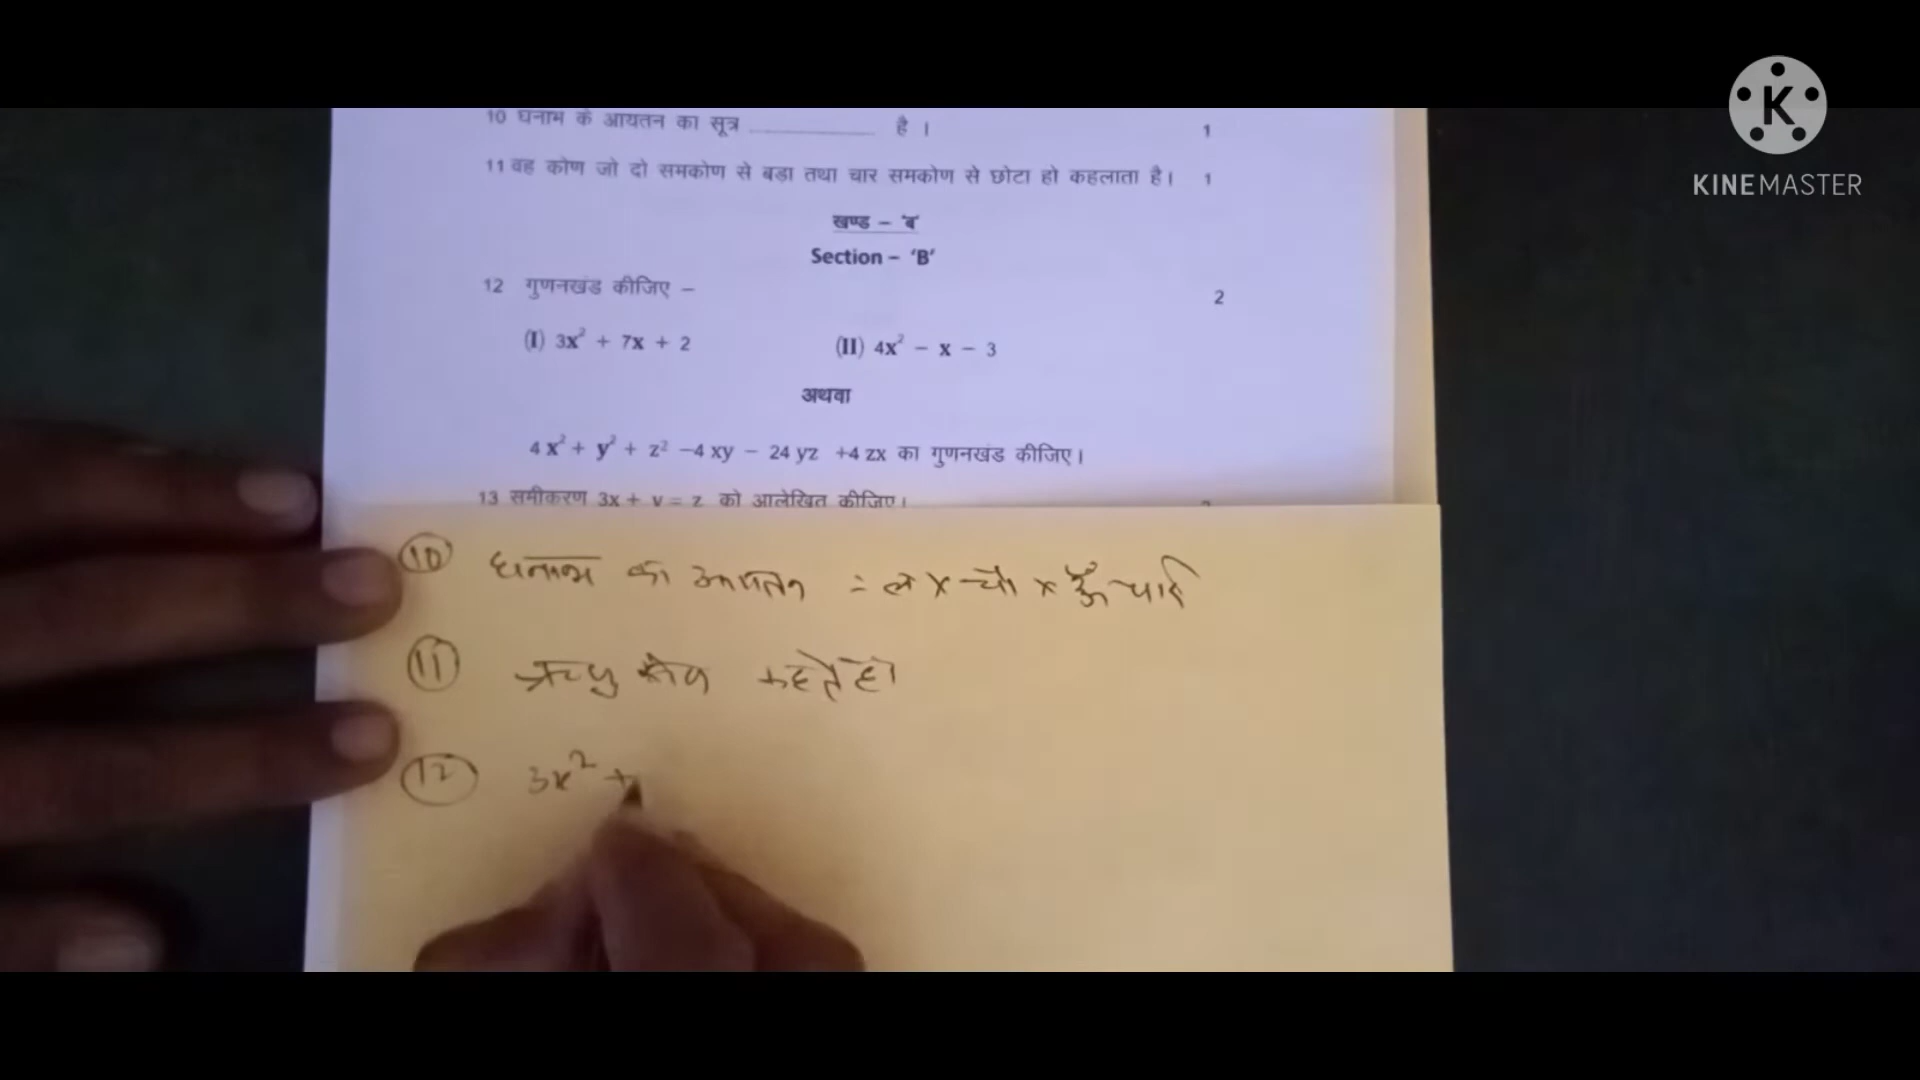 10 घनाभ के आयतन का सूत्र ____________ है । 1
11 वह कोण जो दो समकोण से बड़ा तथा चार समकोण से छोटा हो कहलाता है। 1
खण्ड – 'ब'
Section – 'B'
12 गुणनखंड कीजिए – 2
(I) 3x² + 7x + 2 (II) 4x² – x – 3
अथवा
4x² + y² + z² –4 xy – 24 yz +4 zx का गुणनखंड कीजिए।
13 समीकरण 3x + y = z को आलेखित कीजिए।
10 घनाभ का आयतन = ल x चौ x ऊँचाई
11 कहते है।
12 3x² +
KINEMASTER